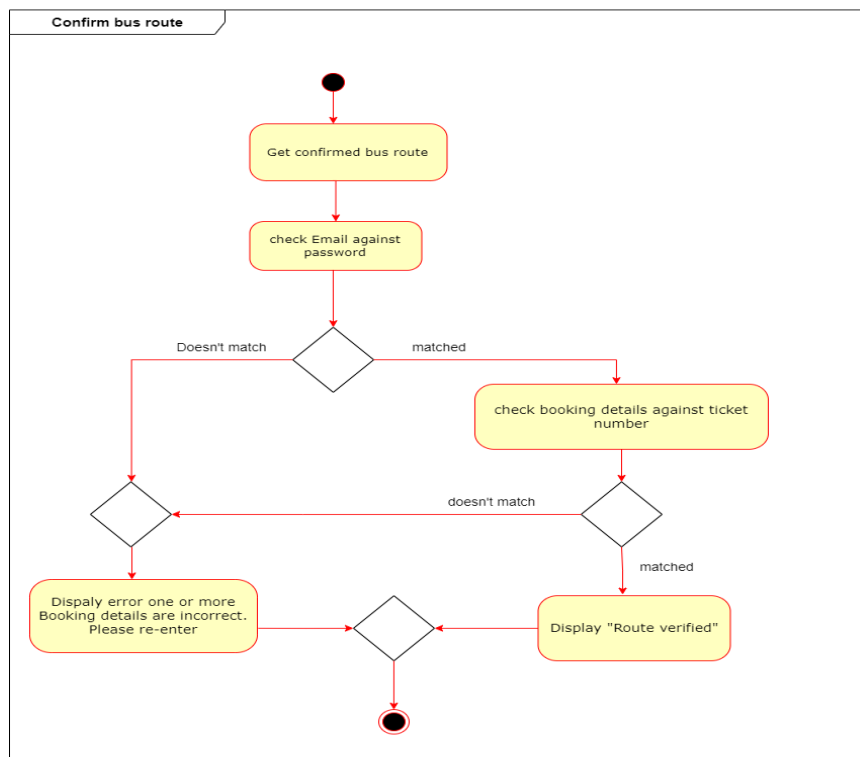 Confirm bus route
Get confirmed bus route
check Email against
password
Doesn't match
matched
check booking details against ticket
number
doesn't match
matched
Dispaly error one or more
Booking details are incorrect.
Please re-enter
Display "Route verified"